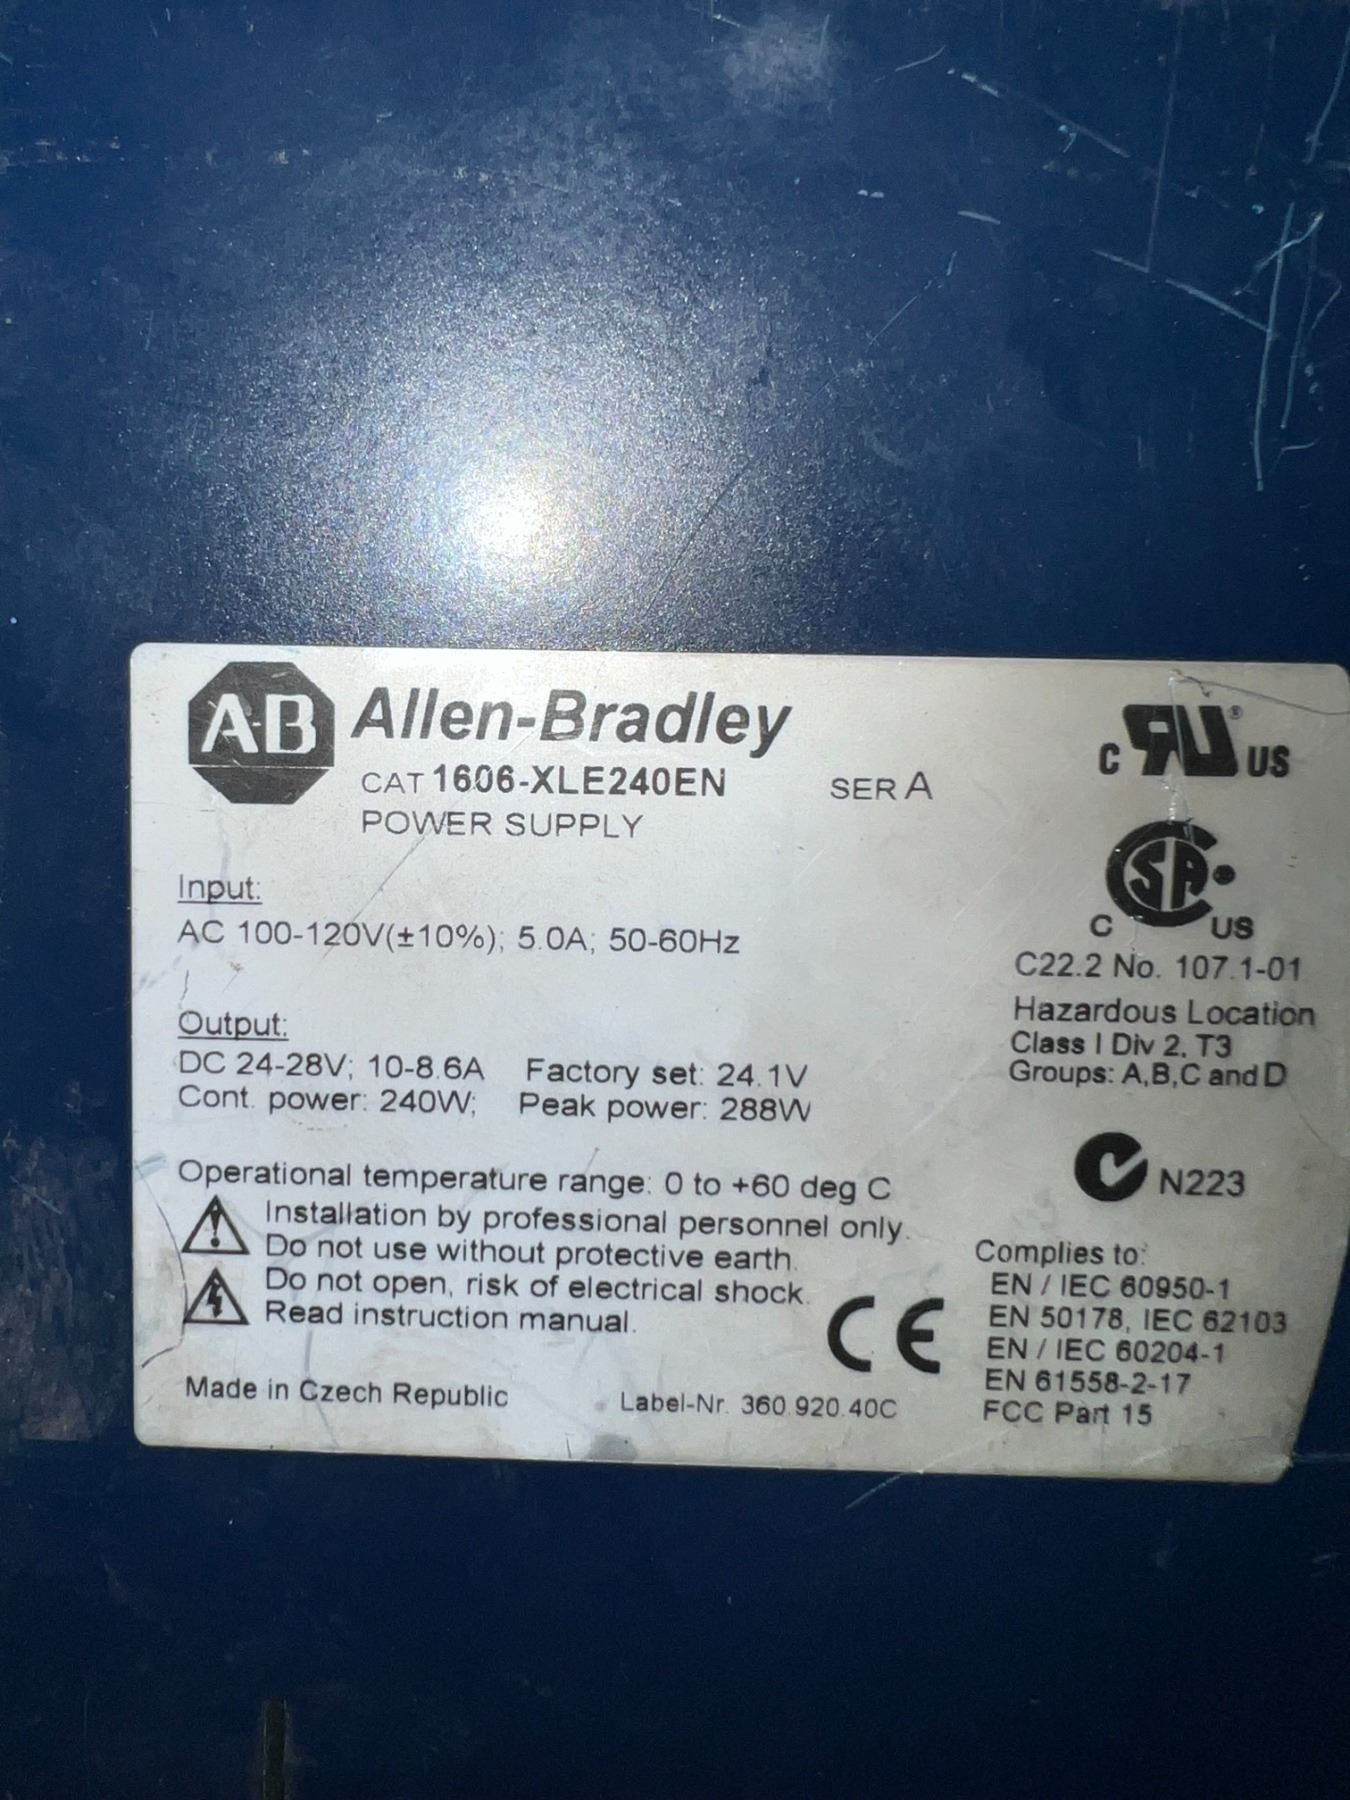 A-B Allen-Bradley
CAT 1606-XLE240EN SER A
POWER SUPPLY
Input:
AC 100-120V(±10%); 5.0A; 50-60Hz
Output:
DC 24-28V; 10-8.6A Factory set: 24.1V
Cont. power: 240W; Peak power: 288W
Operational temperature range: 0 to +60 deg C
Installation by professional personnel only.
Do not use without protective earth.
Do not open, risk of electrical shock.
Read instruction manual.
Made in Czech Republic
Label-Nr. 360.920.40C
CE
C RU ® US
C SA ® US
C22.2 No. 107.1-01
Hazardous Location
Class I Div 2, T3
Groups: A,B,C and D
N223
Complies to:
EN / IEC 60950-1
EN 50178, IEC 62103
EN / IEC 60204-1
EN 61558-2-17
FCC Part 15